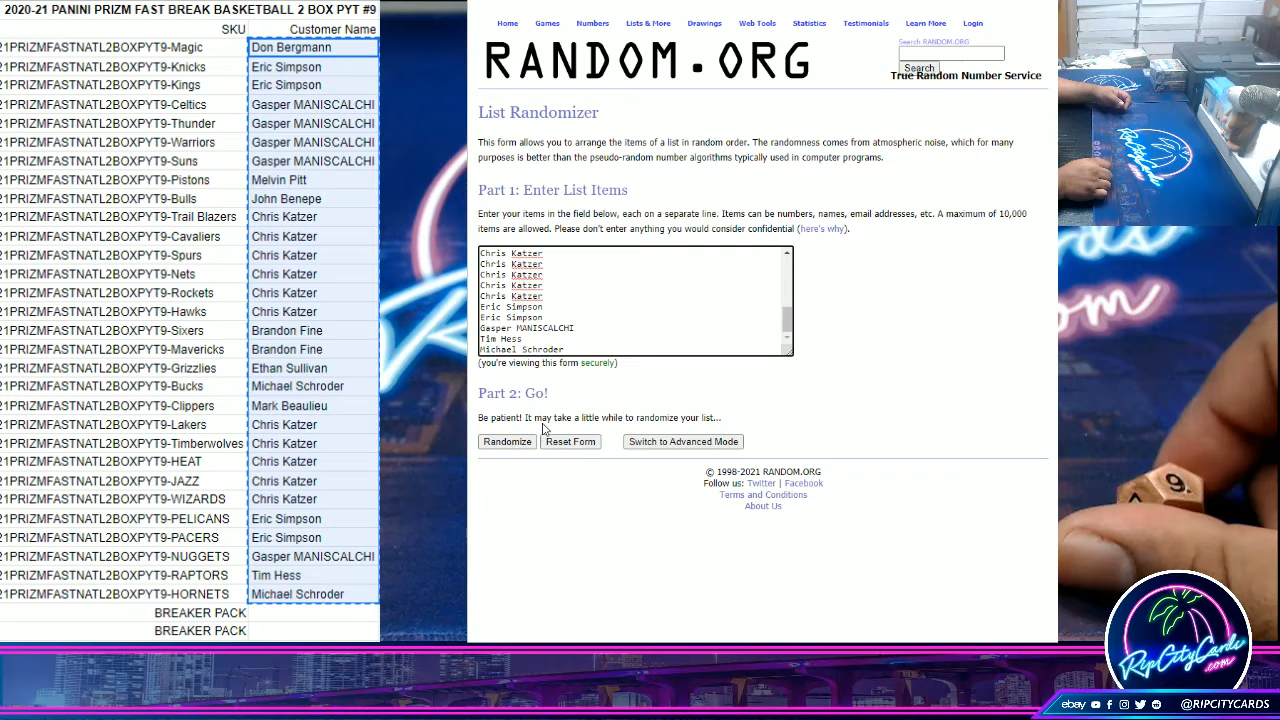 2020-21 PANINI PRIZM FAST BREAK BASKETBALL 2 BOX PYT #9
SKU Customer Name
21PRIZMFASTNATL2BOXPYT9-Magic Don Bergmann
21PRIZMFASTNATL2BOXPYT9-Knicks Eric Simpson
21PRIZMFASTNATL2BOXPYT9-Kings Eric Simpson
21PRIZMFASTNATL2BOXPYT9-Celtics Gasper MANISCALCHI
21PRIZMFASTNATL2BOXPYT9-Thunder Gasper MANISCALCHI
21PRIZMFASTNATL2BOXPYT9-Warriors Gasper MANISCALCHI
21PRIZMFASTNATL2BOXPYT9-Suns Gasper MANISCALCHI
21PRIZMFASTNATL2BOXPYT9-Pistons Melvin Pitt
21PRIZMFASTNATL2BOXPYT9-Bulls John Benepe
21PRIZMFASTNATL2BOXPYT9-Trail Blazers Chris Katzer
21PRIZMFASTNATL2BOXPYT9-Cavaliers Chris Katzer
21PRIZMFASTNATL2BOXPYT9-Spurs Chris Katzer
21PRIZMFASTNATL2BOXPYT9-Nets Chris Katzer
21PRIZMFASTNATL2BOXPYT9-Rockets Chris Katzer
21PRIZMFASTNATL2BOXPYT9-Hawks Chris Katzer
21PRIZMFASTNATL2BOXPYT9-Sixers Brandon Fine
21PRIZMFASTNATL2BOXPYT9-Mavericks Brandon Fine
21PRIZMFASTNATL2BOXPYT9-Grizzlies Ethan Sullivan
21PRIZMFASTNATL2BOXPYT9-Bucks Michael Schroder
21PRIZMFASTNATL2BOXPYT9-Clippers Mark Beaulieu
21PRIZMFASTNATL2BOXPYT9-Lakers Chris Katzer
21PRIZMFASTNATL2BOXPYT9-Timberwolves Chris Katzer
21PRIZMFASTNATL2BOXPYT9-HEAT Chris Katzer
21PRIZMFASTNATL2BOXPYT9-JAZZ Chris Katzer
21PRIZMFASTNATL2BOXPYT9-WIZARDS Chris Katzer
21PRIZMFASTNATL2BOXPYT9-PELICANS Eric Simpson
21PRIZMFASTNATL2BOXPYT9-PACERS Eric Simpson
21PRIZMFASTNATL2BOXPYT9-NUGGETS Gasper MANISCALCHI
21PRIZMFASTNATL2BOXPYT9-RAPTORS Tim Hess
21PRIZMFASTNATL2BOXPYT9-HORNETS Michael Schroder
BREAKER PACK
BREAKER PACK
Home Games Numbers Lists & More Drawings Web Tools Statistics Testimonials Learn More Login
RANDOM.ORG
Search RANDOM.ORG
Search
True Random Number Service
List Randomizer
This form allows you to arrange the items of a list in random order. The randomness comes from atmospheric noise, which for many
purposes is better than the pseudo-random number algorithms typically used in computer programs.
Part 1: Enter List Items
Enter your items in the field below, each on a separate line. Items can be numbers, names, email addresses, etc. A maximum of 10,000
items are allowed. Please don't enter anything you would consider confidential (here's why).
Chris Katzer
Chris Katzer
Chris Katzer
Chris Katzer
Chris Katzer
Eric Simpson
Eric Simpson
Gasper MANISCALCHI
Tim Hess
Michael Schroder
(you're viewing this form securely)
Part 2: Go!
Be patient! It may take a little while to randomize your list...
Randomize Reset Form Switch to Advanced Mode
© 1998-2021 RANDOM.ORG
Follow us: Twitter | Facebook
Terms and Conditions
About Us
9.
RipCityCards
.com
ebay @RIPCITYCARDS